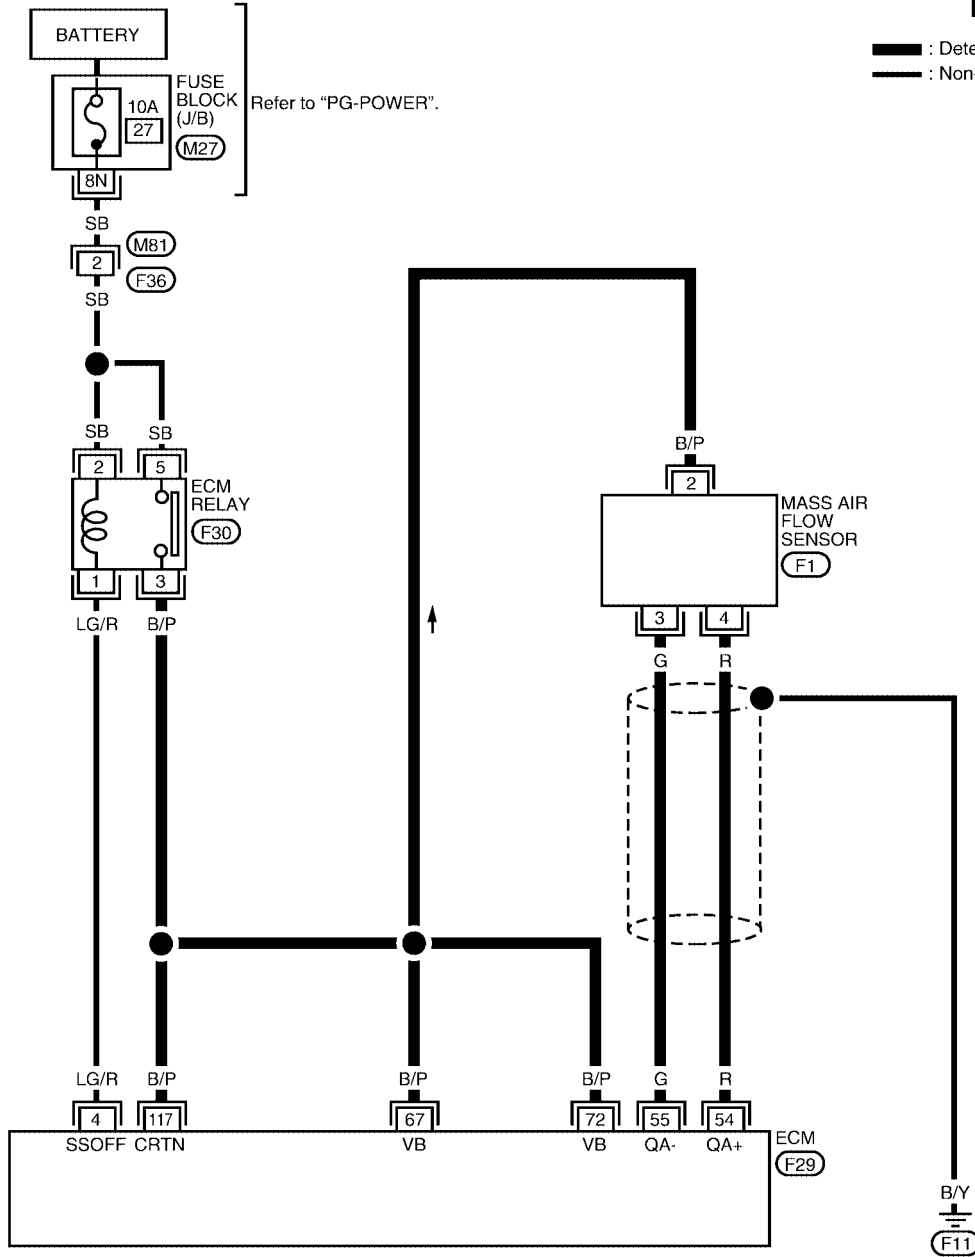 BATTERY
: Dete
: Non-
FUSE
BLOCK
(J/B)
Refer to “PG-POWER”.
10A
27
M27
8N
SB
M81
2
F36
SB
SB SB
2 5
ECM
RELAY
F30
1 3
LG/R B/P
B/P
2
MASS AIR
FLOW
SENSOR
F1
3 4
G R
LG/R B/P B/P B/P G R
4 117 67 72 55 54
SSOFF CRTN VB VB QA- QA+
ECM
F29
B/Y
F11